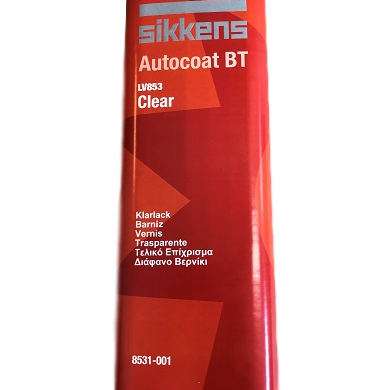 sikkens
Autocoat BT
LV853
Clear
Klarlack
Barniz
Vernis
Trasparente
Τελικό Επίχρισμα
Διάφανο Βερνίκι
8531-001